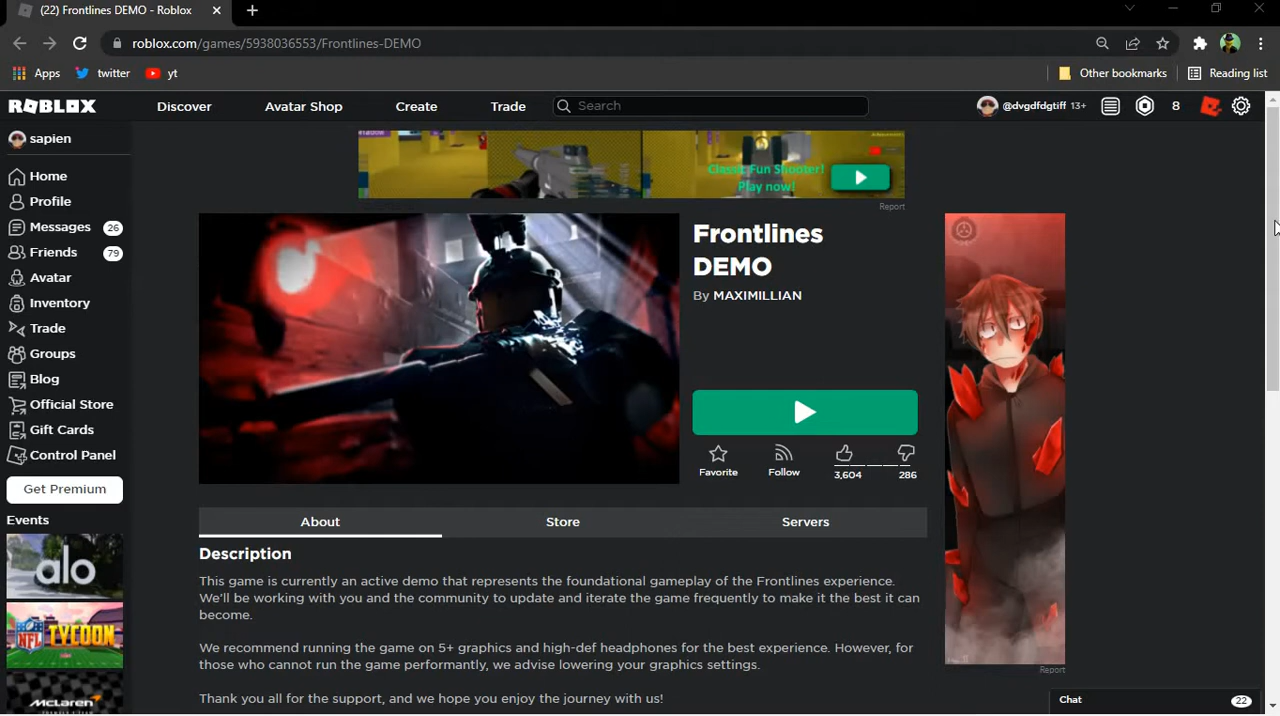 (22) Frontlines DEMO - Roblox
roblox.com/games/5938036553/Frontlines-DEMO
Apps twitter yt Other bookmarks Reading list
ROBLOX Discover Avatar Shop Create Trade Search @dvgdfdgtiff 13+ 8
sapien
Home
Profile
Messages 26
Friends 79
Avatar
Inventory
Trade
Groups
Blog
Official Store
Gift Cards
Control Panel
Get Premium
Events
alo
NFL TYCOON
McLaren
Classic Fun Shooter!
Play now!
Report
Frontlines
DEMO
By MAXIMILLIAN
Favorite Follow 3,604 286
About Store Servers
Description
This game is currently an active demo that represents the foundational gameplay of the Frontlines experience.
We'll be working with you and the community to update and iterate the game frequently to make it the best it can
become.
We recommend running the game on 5+ graphics and high-def headphones for the best experience. However, for
those who cannot run the game performantly, we advise lowering your graphics settings.
Thank you all for the support, and we hope you enjoy the journey with us!
Report
Chat 22